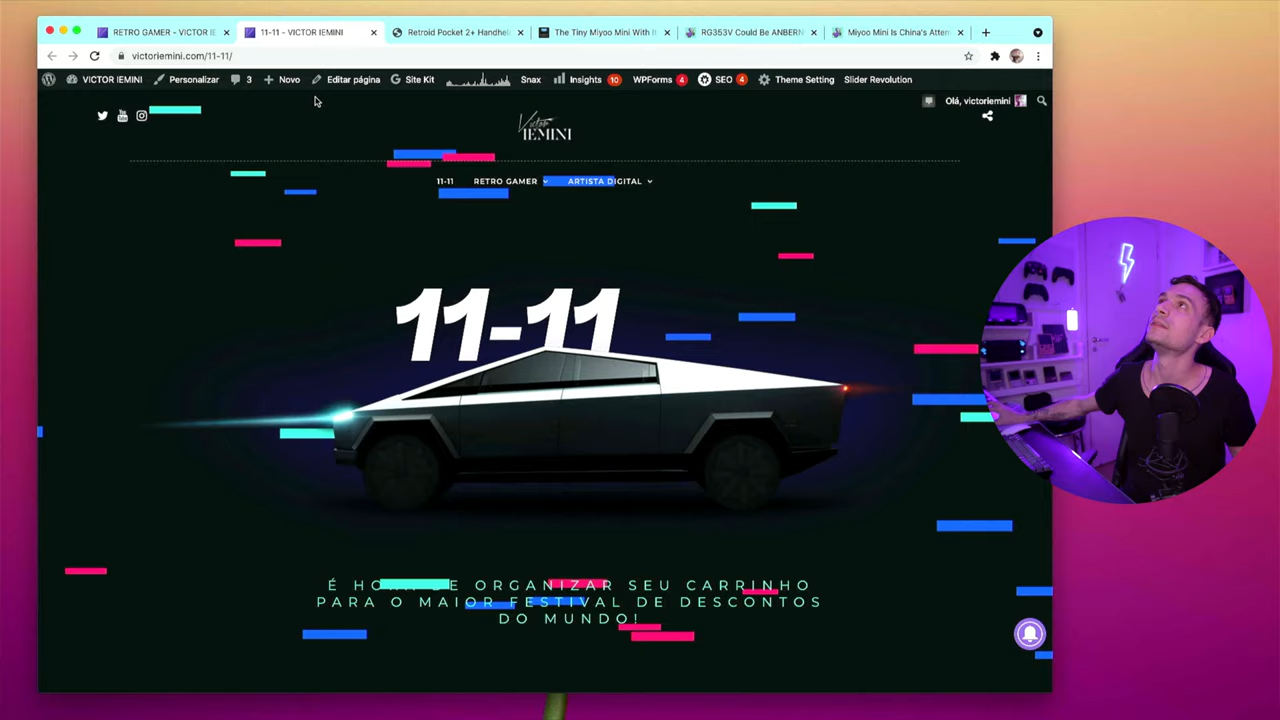 RETRO GAMER - VICTOR IE
11-11 - VICTOR IEMINI
Retroid Pocket 2+ Handhel
The Tiny Miyoo Mini With I
RG353V Could Be ANBERN
Miyoo Mini Is China's Atten
victoriemini.com/11-11/
VICTOR IEMINI
Personalizar
3
Novo
Editar página
Site Kit
Snax
Insights 10
WPForms 4
SEO 4
Theme Setting
Slider Revolution
Olá, victoriemini
Victor
IEMINI
11-11
RETRO GAMER
ARTISTA DIGITAL
11-11
É HORA DE ORGANIZAR SEU CARRINHO
PARA O MAIOR FESTIVAL DE DESCONTOS
DO MUNDO!